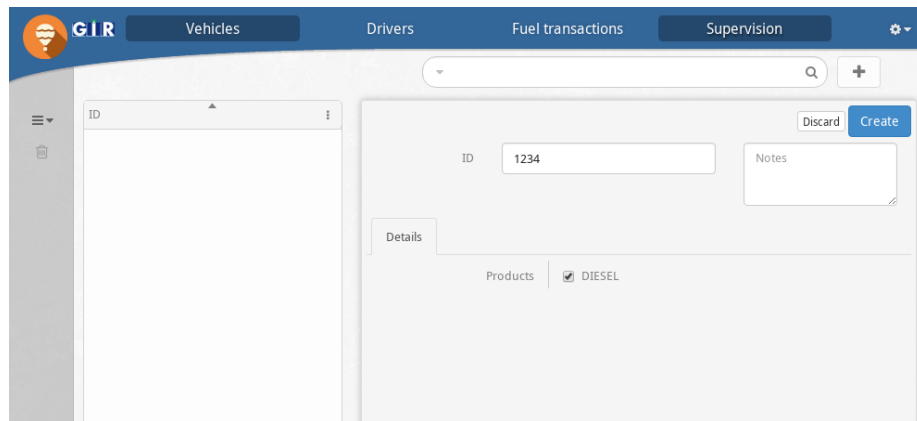 GIR Vehicles Drivers Fuel transactions Supervision
ID
Discard Create
ID 1234 Notes
Details
Products DIESEL